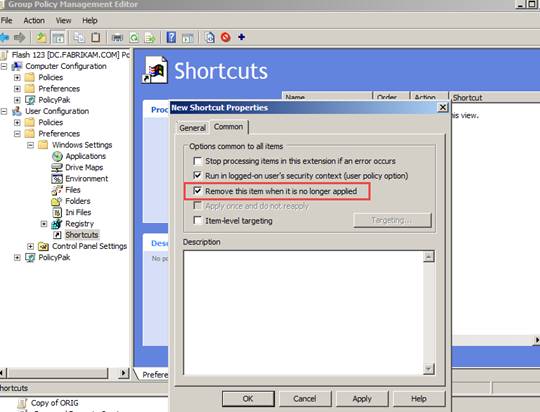 Group Policy Management Editor
File Action View Help
Flash 123 [DC.FABRIKAM.COM] Pc
Computer Configuration
Policies
Preferences
PolicyPak
User Configuration
Policies
Preferences
Windows Settings
Applications
Drive Maps
Environment
Files
Folders
Ini Files
Registry
Shortcuts
Control Panel Settings
PolicyPak
Shortcuts
Name Order Action Shortcut
his view.
Proc
Desc
No po
Preferer
New Shortcut Properties
General Common
Options common to all items
Stop processing items in this extension if an error occurs
Run in logged-on user's security context (user policy option)
Remove this item when it is no longer applied
Apply once and do not reapply
Item-level targeting
Targeting...
Description
OK Cancel Apply Help
hortcuts
Copy of ORIG